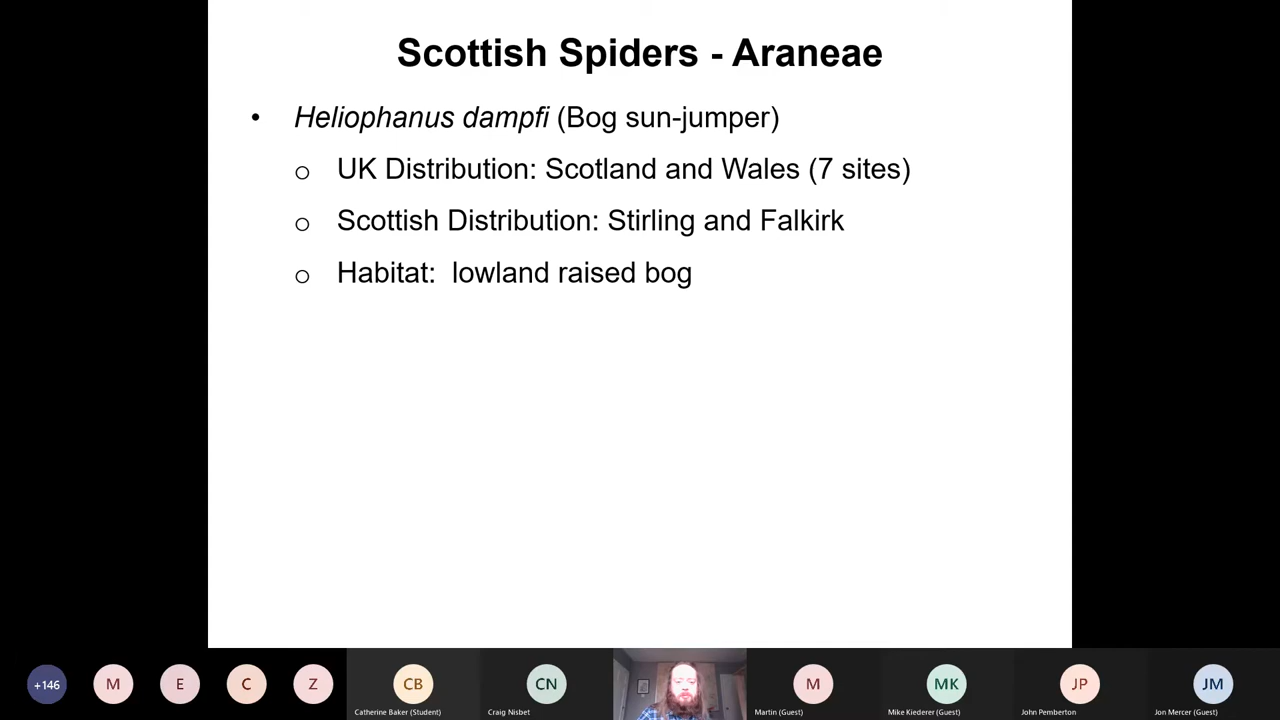 Scottish Spiders - Araneae
• Heliophanus dampfi (Bog sun-jumper)
o UK Distribution: Scotland and Wales (7 sites)
o Scottish Distribution: Stirling and Falkirk
o Habitat:  lowland raised bog
+146
M
E
C
Z
CB
CN
M
MK
JP
JM
Catherine Baker (Student)
Craig Nisbet
Martin (Guest)
Mike Kiederer (Guest)
John Pemberton
Jon Mercer (Guest)